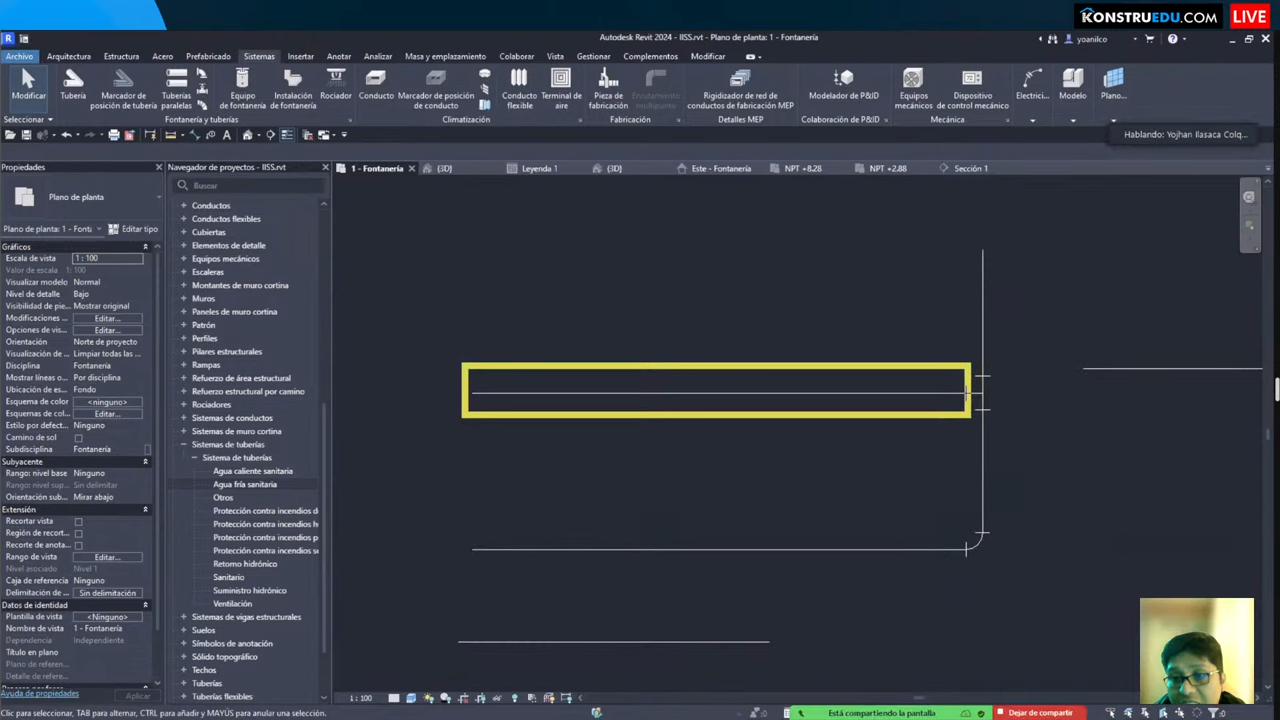 KONSTRUEDU.COM LIVE
Autodesk Revit 2024 - IISS.rvt - Plano de planta: 1 - Fontanería
yoanilco
Archivo Arquitectura Estructura Acero Prefabricado Sistemas Insertar Anotar Analizar Masa y emplazamiento Colaborar Vista Gestionar Complementos Modificar
Modificar Tubería Marcador de posición de tubería Tuberías paralelas Equipo de fontanería Instalación de fontanería Rociador Conducto Marcador de posición de conducto Conducto flexible Terminal de aire Pieza de fabricación Enrutamiento multipunto Rigidizador de red de conductos de fabricación MEP Modelador de P&ID Equipos mecánicos Dispositivo de control mecánico Electrici... Modelo Plano...
Seleccionar Fontanería y tuberías Climatización Fabricación Detalles MEP Colaboración de P&ID Mecánica
Hablando: Yojhan Ilasaca Colq...
Propiedades
Plano de planta
Plano de planta: 1 - Fonta Editar tipo
Gráficos
Escala de vista 1 : 100
Valor de escala 1: 100
Visualizar modelo Normal
Nivel de detalle Bajo
Visibilidad de pie... Mostrar original
Modificaciones ... Editar...
Opciones de vis... Editar...
Orientación Norte de proyecto
Visualización de ... Limpiar todas las ...
Disciplina Fontanería
Mostrar líneas o... Por disciplina
Ubicación de es... Fondo
Esquema de color <ninguno>
Esquemas de col... Editar...
Estilo por defect... Ninguno
Camino de sol
Subdisciplina Fontanería
Subyacente
Rango: nivel base Ninguno
Rango: nivel sup... Sin delimitar
Orientación sub... Mirar abajo
Extensión
Recortar vista
Región de recort...
Recorte de anota...
Rango de vista Editar...
Nivel asociado Nivel 1
Caja de referencia Ninguno
Delimitación de ... Sin delimitación
Datos de identidad
Plantilla de vista <Ninguno>
Nombre de vista 1 - Fontanería
Dependencia Independiente
Título en plano
Plano de referen...
Detalle de refere...
Ayuda de propiedades Aplicar
Navegador de proyectos - IISS.rvt
Buscar
Conductos
Conductos flexibles
Cubiertas
Elementos de detalle
Equipos mecánicos
Escaleras
Montantes de muro cortina
Muros
Paneles de muro cortina
Patrón
Perfiles
Pilares estructurales
Rampas
Refuerzo de área estructural
Refuerzo estructural por camino
Rociadores
Sistemas de conductos
Sistemas de muro cortina
Sistemas de tuberías
Sistema de tuberías
Agua caliente sanitaria
Agua fría sanitaria
Otros
Protección contra incendios d
Protección contra incendios h
Protección contra incendios p
Protección contra incendios s
Retorno hidrónico
Sanitario
Suministro hidrónico
Ventilación
Sistemas de vigas estructurales
Suelos
Símbolos de anotación
Sólido topográfico
Techos
Tuberías
Tuberías flexibles
1 - Fontanería {3D} Leyenda 1 {3D} Este - Fontanería NPT +8.28 NPT +2.88 Sección 1
1 : 100
Clic para seleccionar, TAB para alternar, CTRL para añadir y MAYÚS para anular una selección.
Está compartiendo la pantalla Dejar de compartir